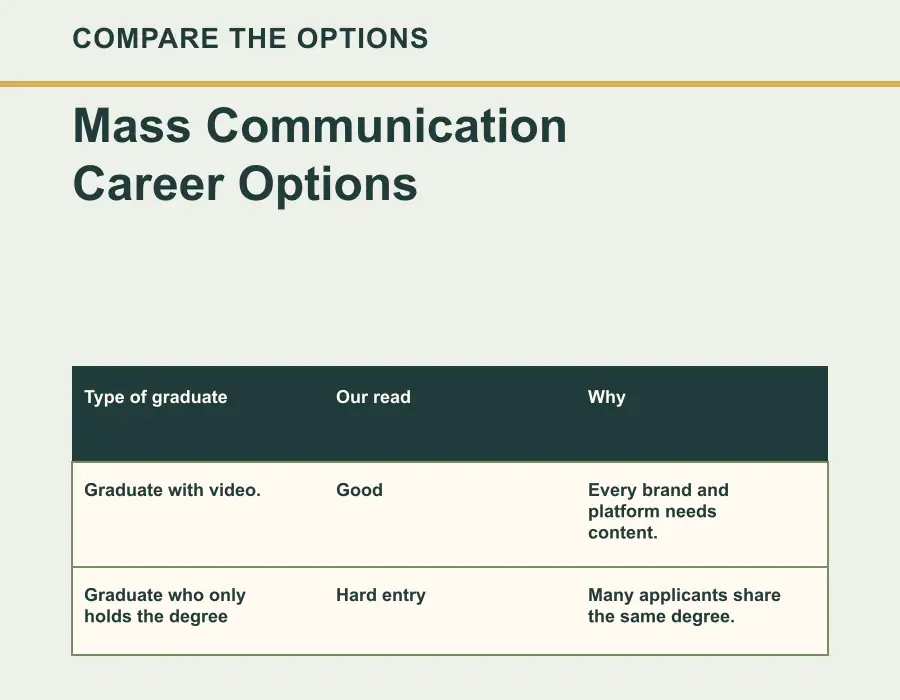 COMPARE THE OPTIONS
Mass Communication
Career Options
Type of graduate
Our read
Why
Graduate with video.
Good
Every brand and
platform needs
content.
Graduate who only
holds the degree
Hard entry
Many applicants share
the same degree.